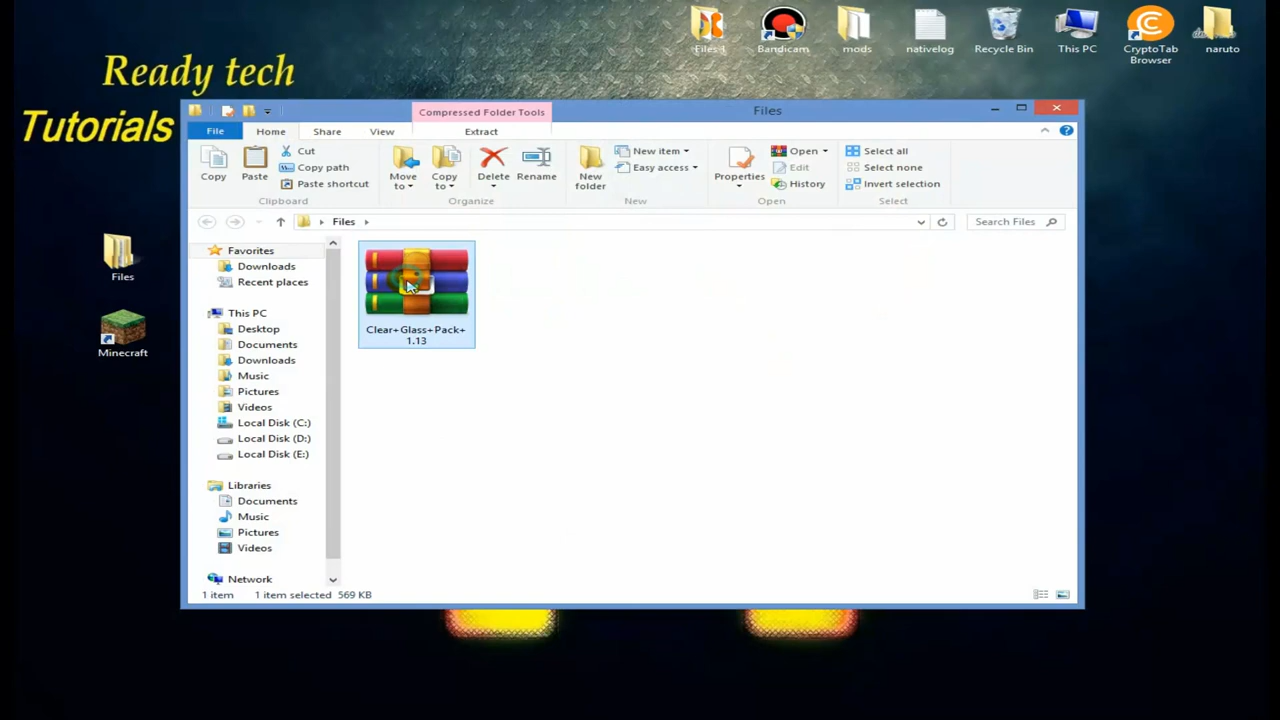 Ready tech
Tutorials
Files 1
Bandicam
mods
nativelog
Recycle Bin
This PC
CryptoTab
Browser
naruto
Files
Minecraft
Compressed Folder Tools
Files
File
Home
Share
View
Extract
Copy
Paste
Cut
Copy path
Paste shortcut
Clipboard
Move
to
Copy
to
Delete
Rename
Organize
New
folder
New item
Easy access
New
Properties
Open
Edit
History
Open
Select all
Select none
Invert selection
Select
Files
Search Files
Favorites
Downloads
Recent places
This PC
Desktop
Documents
Downloads
Music
Pictures
Videos
Local Disk (C:)
Local Disk (D:)
Local Disk (E:)
Libraries
Documents
Music
Pictures
Videos
Network
Clear+Glass+Pack+
1.13
1 item
1 item selected 569 KB